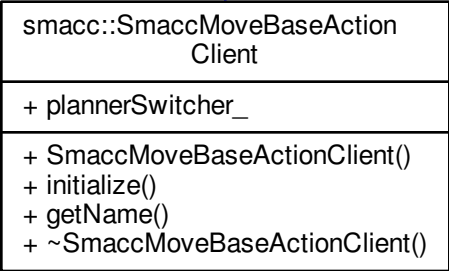 smacc::SmaccMoveBaseAction
Client
+ plannerSwitcher_
+ SmaccMoveBaseActionClient()
+ initialize()
+ getName()
+ ~SmaccMoveBaseActionClient()